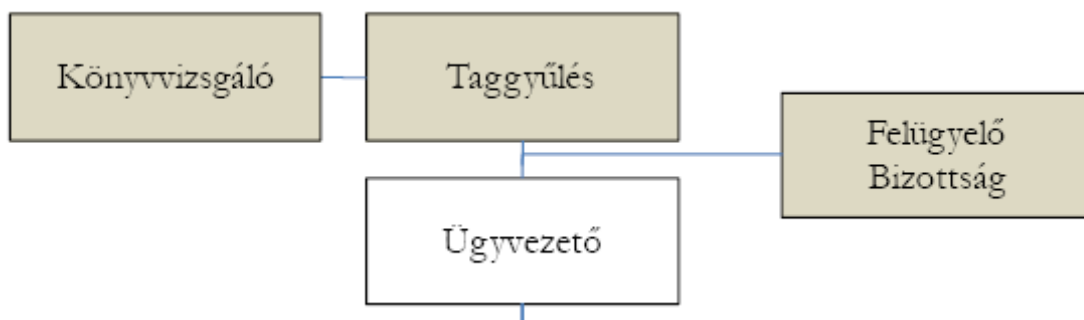 Könyvvizsgáló
Taggyűlés
Felügyelő
Bizottság
Ügyvezető